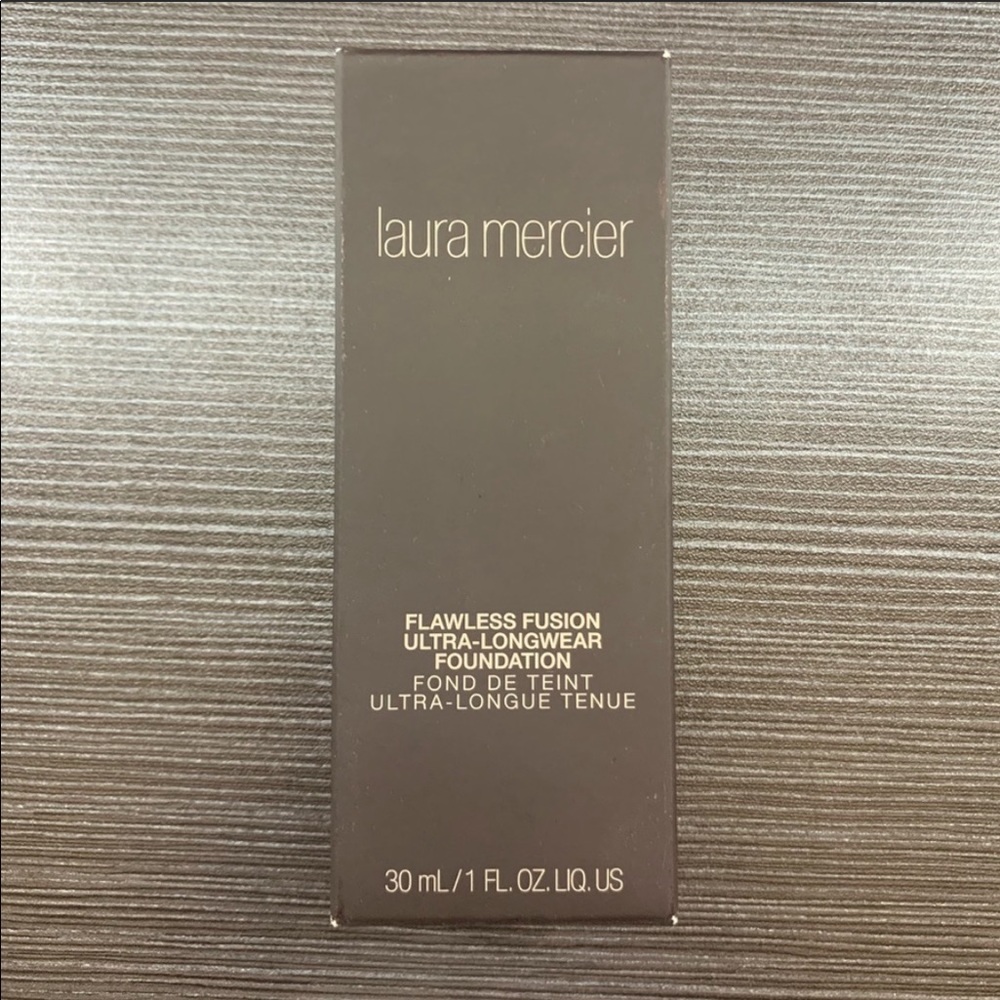 laura mercier
FLAWLESS FUSION
ULTRA-LONGWEAR
FOUNDATION
FOND DE TEINT
ULTRA-LONGUE TENUE
30 mL/1 FL. OZ. LIQ. US